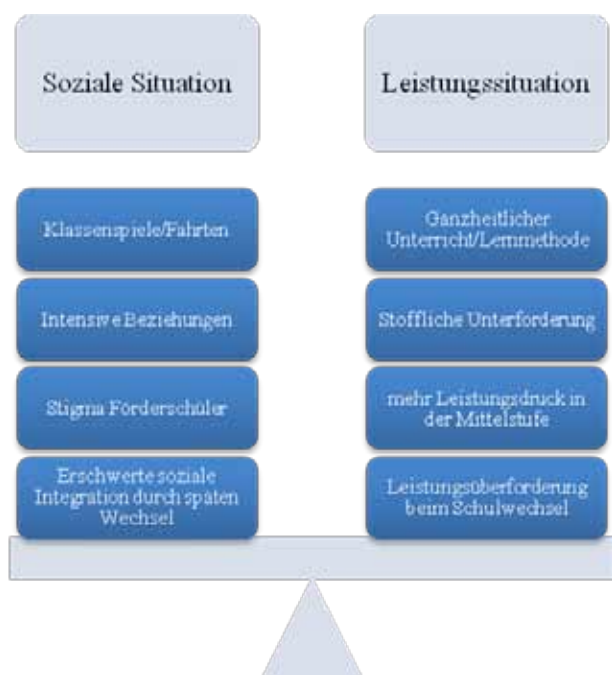 Soziale Situation
Leistungssituation
Klassenspiele/Fahrten
Ganzheitlicher
Unterricht/Lernmethode
Intensive Beziehungen
Stoffliche Unterforderung
Stigma Förderschüler
mehr Leistungsdruck in
der Mittelstufe
Erschwerte soziale
Integration durch späten
Wechsel
Leistungsüberforderung
beim Schulwechsel